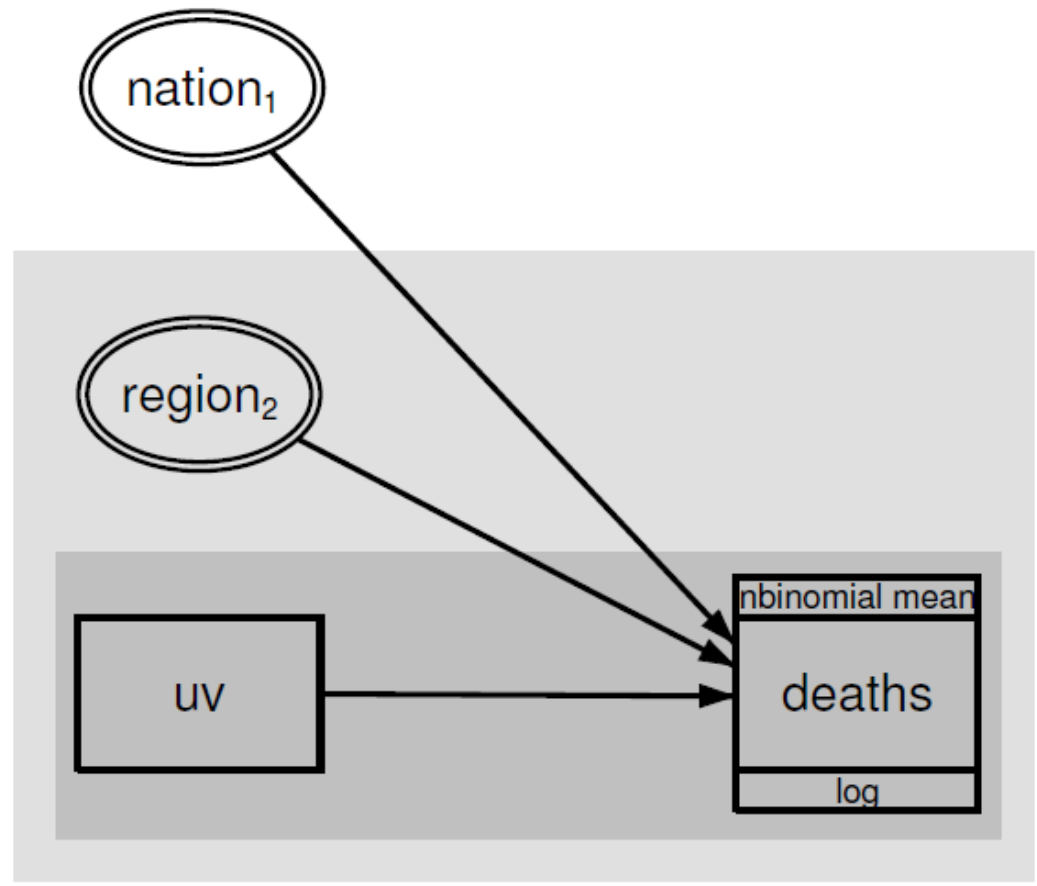 nation₁
region₂
nbinomial mean
uv
deaths
log